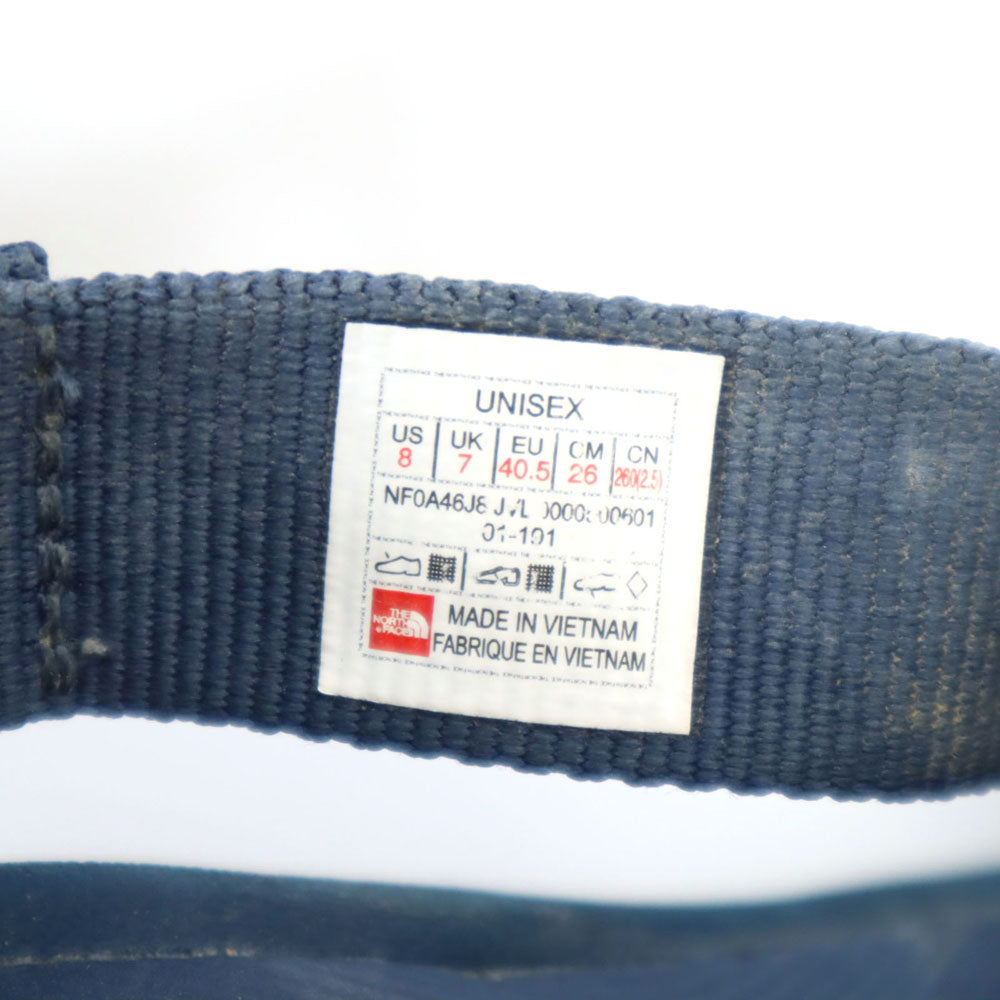 UNISEX
US UK EU CM CN
8 7 40.5 26 260(2.5)
NF0A46J8
01-101
THE
NORTH
FACE
MADE IN VIETNAM
FABRIQUE EN VIETNAM